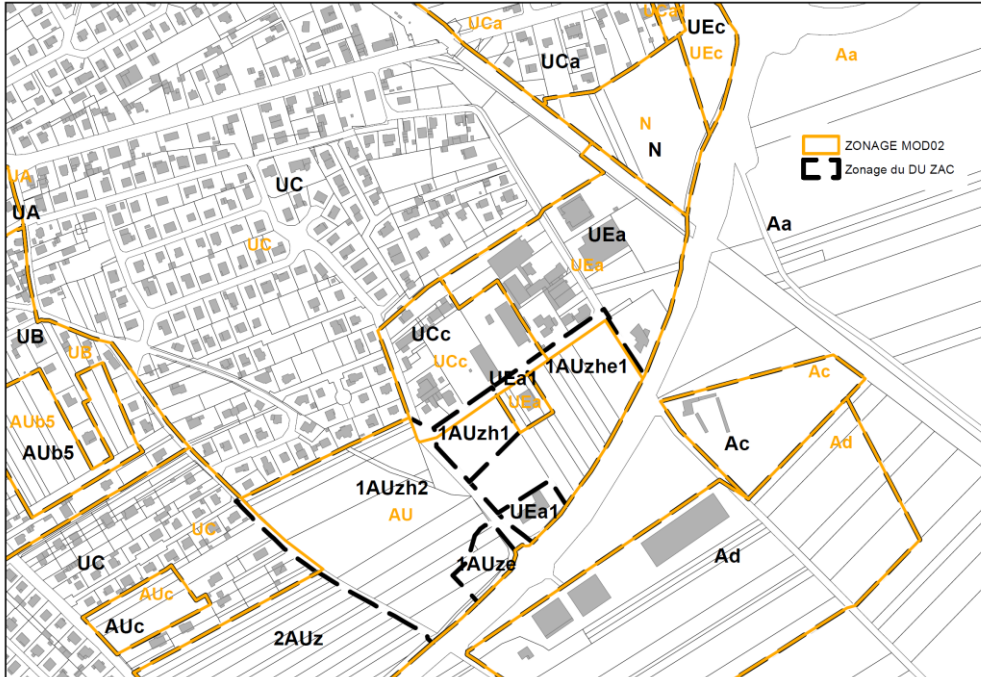 UCa
UCa
UEc
UEc
UCa
Aa
N
N
ZONAGE MOD02
Zonage du DU ZAC
UA
UA
UC
UC
UEa
UEa
Aa
UB
UB
UCc
UCc
1AUzhe1
UEa1
UEa
Ac
Ac
Ad
AUb5
AUb5
1AUzh1
1AUzh2
AU
UEa1
UC
UC
1AUze
Ad
AUc
AUc
2AUz